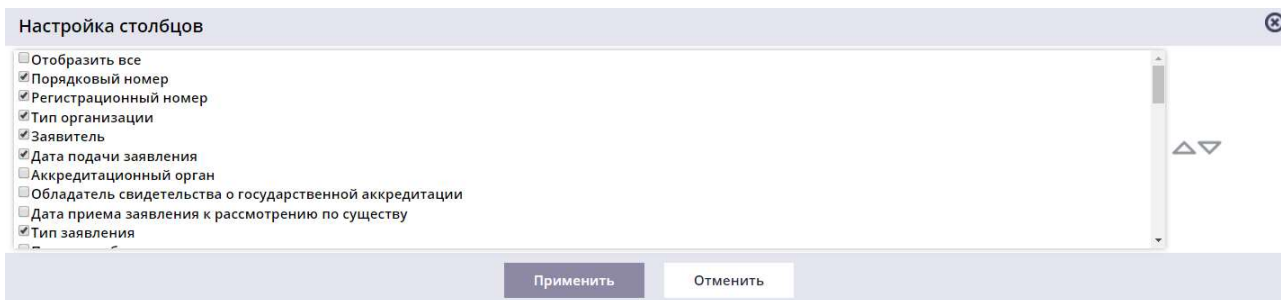 Настройка столбцов
Отобразить все
Порядковый номер
Регистрационный номер
Тип организации
Заявитель
Дата подачи заявления
Аккредитационный орган
Обладатель свидетельства о государственной аккредитации
Дата приема заявления к рассмотрению по существу
Тип заявления
Применить
Отменить